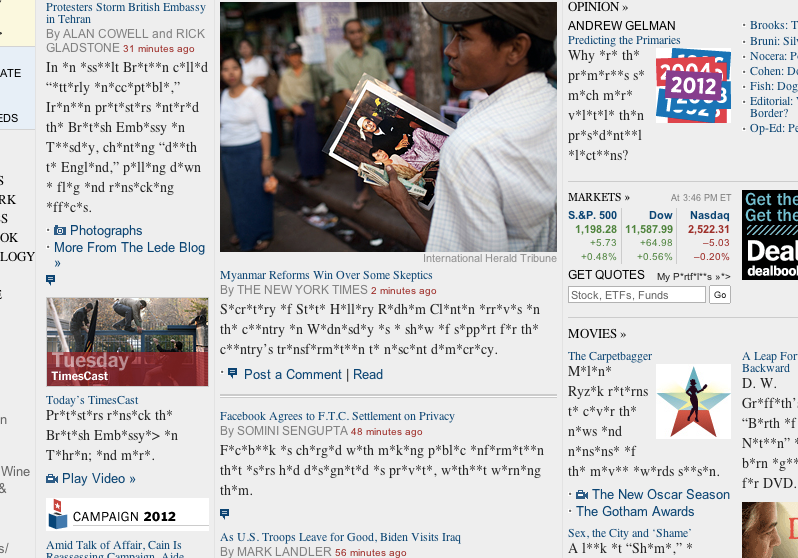 ATE
EDS
S
RK
SS
OOK
LOGY
E
n
Wine
&
s/
Protesters Storm British Embassy
in Tehran
By ALAN COWELL and RICK
GLADSTONE 31 minutes ago
In *n *ss**lt Br*t**n c*ll*d
“*tt*rly *n*cc*pt*bl*,”
Ir*n**n pr*t*st*rs *nt*r*d
th* Br*t*sh Emb*ssy *n
T**sd*y, ch*nt*ng “d**th
t* Engl*nd,” p*ll*ng d*wn
* fl*g *nd r*ns*ck*ng
*ff*c*s.
· Photographs
· More From The Lede Blog
»
Tuesday
TimesCast
Today's TimesCast
Pr*t*st*rs r*ns*ck th*
Br*t*sh Emb*ssy*> *n
T*hr*n; *nd m*r*.
Play Video »
CAMPAIGN 2012
Amid Talk of Affair, Cain Is
Reassessing Campaign, Aide
International Herald Tribune
Myanmar Reforms Win Over Some Skeptics
By THE NEW YORK TIMES 2 minutes ago
S*cr*t*ry *f St*t* H*ll*ry R*dh*m Cl*nt*n *rr*v*s *n
th* c**ntry *n W*dn*sd*y *s * sh*w *f s*pp*rt f*r th*
c**ntry's tr*nsf*rm*t**n t* n*sc*nt d*m*cr*cy.
· Post a Comment | Read
Facebook Agrees to F.T.C. Settlement on Privacy
By SOMINI SENGUPTA 48 minutes ago
F*c*b**k *s ch*rg*d w*th m*k*ng p*bl*c *nf*rm*t**n
th*t *s*rs h*d d*s*gn*t*d *s pr*v*t*, w*th**t w*rn*ng
th*m.
As U.S. Troops Leave for Good, Biden Visits Iraq
By MARK LANDLER 56 minutes ago
OPINION »
ANDREW GELMAN
Predicting the Primaries
Why *r* th*
pr*m*r**s s*
m*ch m*r*
v*l*t*l* th*n
pr*s*d*nt**l
*l*ct**ns?
2004
2012
· Brooks: T
· Bruni: Silv
· Nocera: Po
· Cohen: Do
· Fish: Dog
· Editorial: '
Border?
· Op-Ed: Pe
MARKETS » At 3:46 PM ET
S.&P. 500 Dow Nasdaq
1,198.28 11,587.99 2,522.31
+5.73 +64.98 –5.03
+0.48% +0.56% –0.20%
GET QUOTES My P*rtf*l**s »*>
Stock, ETFs, Funds Go
Get the
Get the
Deal
dealbook
MOVIES »
The Carpetbagger
M*l*n*
Ryz*k r*t*rns
t* c*v*r th*
n*ws *nd
n*ns*ns* *f
th* m*v** *w*rds s**s*n.
· The New Oscar Season
· The Gotham Awards
Sex, the City and ‘Shame’
A l**k *t “Sh*m*,” *
A Leap For
Backward
D. W.
Gr*ff*th'
“B*rth *f
N*t**n” *
b*rn *g**
f*r DVD.